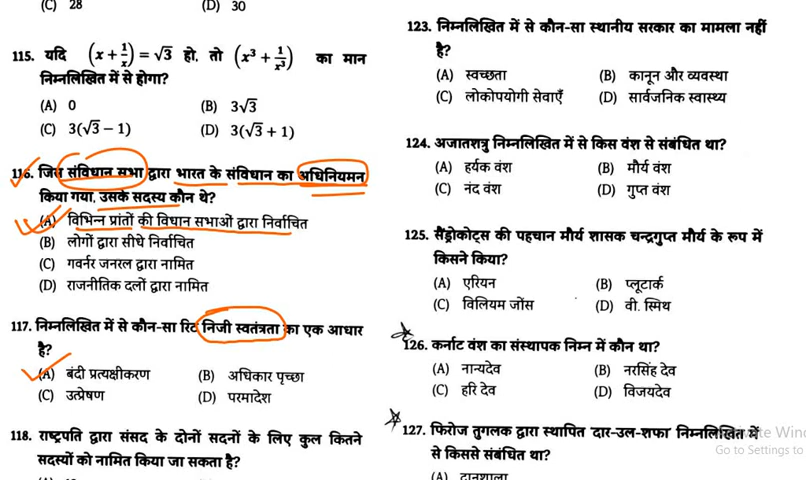 (C) 28 (D) 30
115. यदि (x + 1/x) = √3 हो, तो (x³ + 1/x³) का मान
निम्नलिखित में से होगा?
(A) 0 (B) 3√3
(C) 3(√3 − 1) (D) 3(√3 + 1)
116. जिस संविधान सभा द्वारा भारत के संविधान का अधिनियमन
किया गया, उसके सदस्य कौन थे?
(A) विभिन्न प्रांतों की विधान सभाओं द्वारा निर्वाचित
(B) लोगों द्वारा सीधे निर्वाचित
(C) गवर्नर जनरल द्वारा नामित
(D) राजनीतिक दलों द्वारा नामित
117. निम्नलिखित में से कौन-सा रिट निजी स्वतंत्रता का एक आधार
है?
(A) बंदी प्रत्यक्षीकरण (B) अधिकार पृच्छा
(C) उत्प्रेषण (D) परमादेश
118. राष्ट्रपति द्वारा संसद के दोनों सदनों के लिए कुल कितने
सदस्यों को नामित किया जा सकता है?
123. निम्नलिखित में से कौन-सा स्थानीय सरकार का मामला नहीं
है?
(A) स्वच्छता (B) कानून और व्यवस्था
(C) लोकोपयोगी सेवाएँ (D) सार्वजनिक स्वास्थ्य
124. अजातशत्रु निम्नलिखित में से किस वंश से संबंधित था?
(A) हर्यक वंश (B) मौर्य वंश
(C) नंद वंश (D) गुप्त वंश
125. सैंड्रोकोट्स की पहचान मौर्य शासक चन्द्रगुप्त मौर्य के रूप में
किसने किया?
(A) एरियन (B) प्लूटार्क
(C) विलियम जोंस (D) वी. स्मिथ
126. कर्नाट वंश का संस्थापक निम्न में कौन था?
(A) नान्यदेव (B) नरसिंह देव
(C) हरि देव (D) विजयदेव
127. फिरोज तुगलक द्वारा स्थापित 'दार-उल-शफा' निम्नलिखित में
से किससे संबंधित था?
(A) दानशाला
Go to Settings to